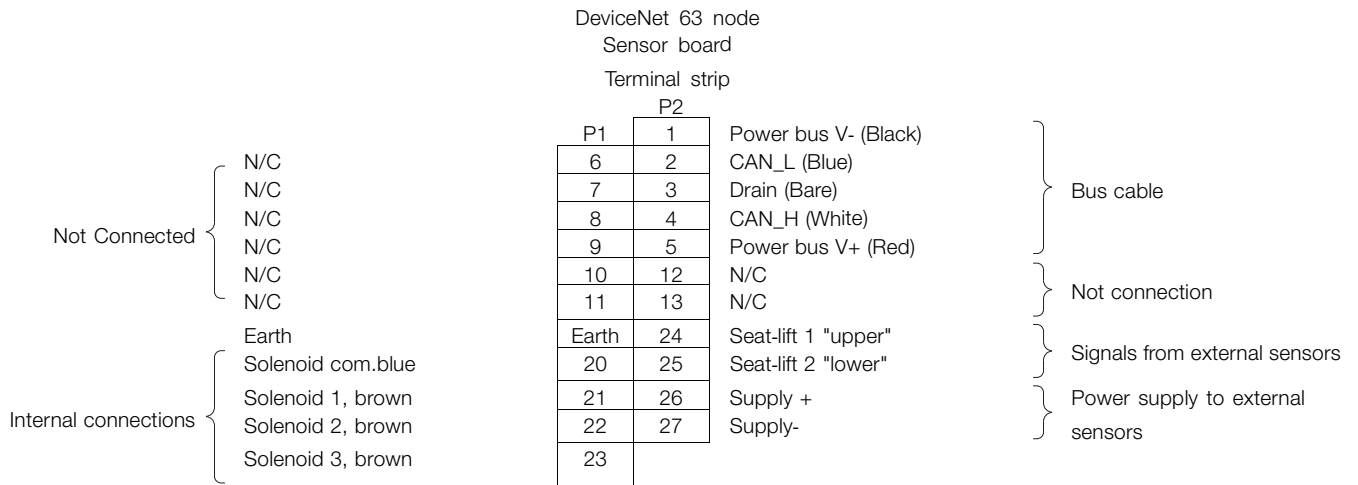 DeviceNet 63 node
Sensor board
Terminal strip
P2
P1 1 Power bus V- (Black)
N/C 6 2 CAN_L (Blue)
N/C 7 3 Drain (Bare)
Bus cable
N/C 8 4 CAN_H (White)
Not Connected
N/C 9 5 Power bus V+ (Red)
N/C 10 12 N/C
Not connection
N/C 11 13 N/C
Earth Earth 24 Seat-lift 1 "upper"
Signals from external sensors
Solenoid com.blue 20 25 Seat-lift 2 "lower"
Solenoid 1, brown 21 26 Supply +
Power supply to external
sensors
Internal connections
Solenoid 2, brown 22 27 Supply-
Solenoid 3, brown 23